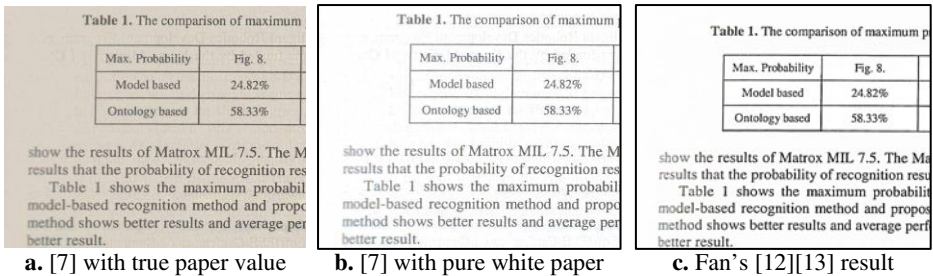 Table 1. The comparison of maximum
Max. Probability Fig. 8.
Model based 24.82%
Ontology based 58.33%
show the results of Matrox MIL 7.5. The M
results that the probability of recognition res
Table 1 shows the maximum probabil
model-based recognition method and propo
method shows better results and average per
better result.
a. [7] with true paper value
Table 1. The comparison of maximum
Max. Probability Fig. 8.
Model based 24.82%
Ontology based 58.33%
show the results of Matrox MIL 7.5. The M
results that the probability of recognition res
Table 1 shows the maximum probabil
model-based recognition method and propo
method shows better results and average per
better result.
b. [7] with pure white paper
Table 1. The comparison of maximum p
Max. Probability Fig. 8.
Model based 24.82%
Ontology based 58.33%
show the results of Matrox MIL 7.5. The Ma
results that the probability of recognition resu
Table 1 shows the maximum probabilit
model-based recognition method and propos
method shows better results and average perf
better result.
c. Fan's [12][13] result